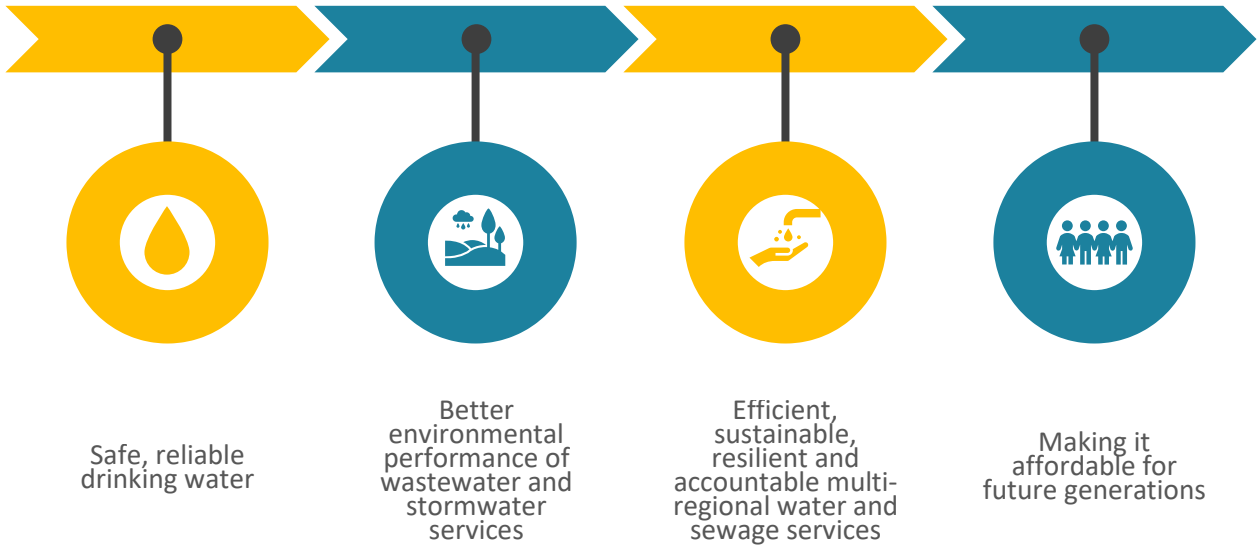 Safe, reliable
drinking water
Better
environmental
performance of
wastewater and
stormwater
services
Efficient,
sustainable,
resilient and
accountable multi-
regional water and
sewage services
Making it
affordable for
future generations